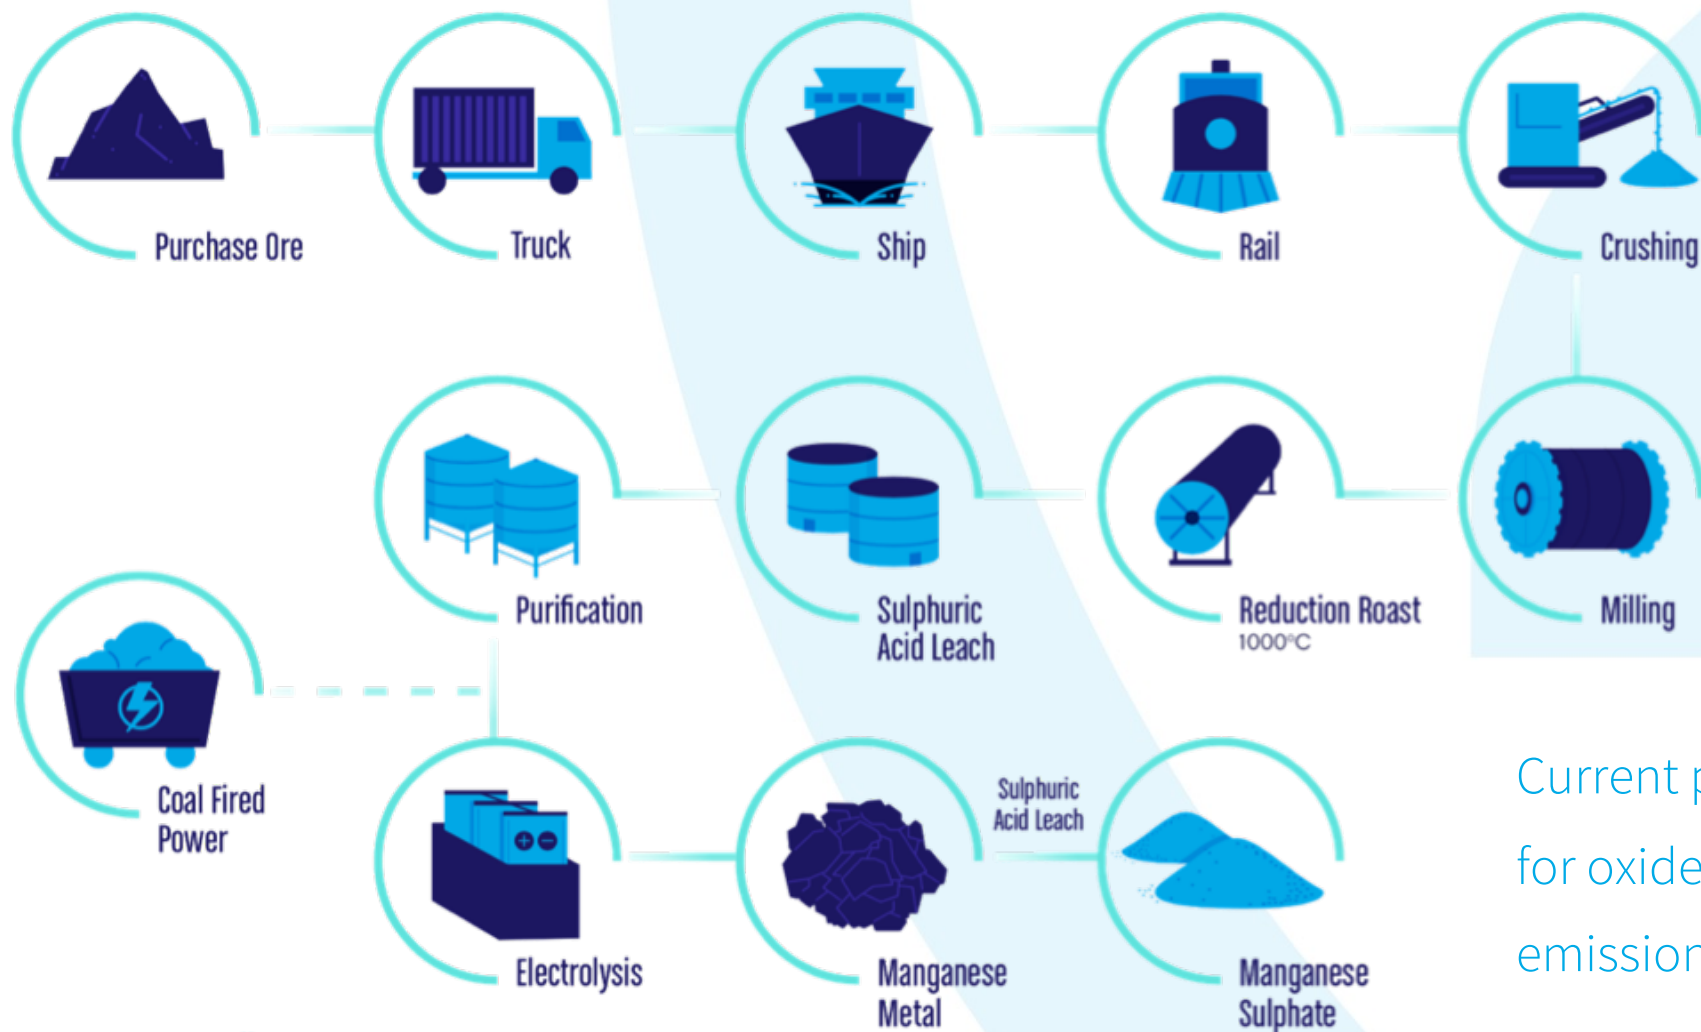 Purchase Ore
Truck
Ship
Rail
Crushing
Purification
Sulphuric
Acid Leach
Reduction Roast
1000°C
Milling
Coal Fired
Power
Sulphuric
Acid Leach
Electrolysis
Manganese
Metal
Manganese
Sulphate
Current
for oxide
emission